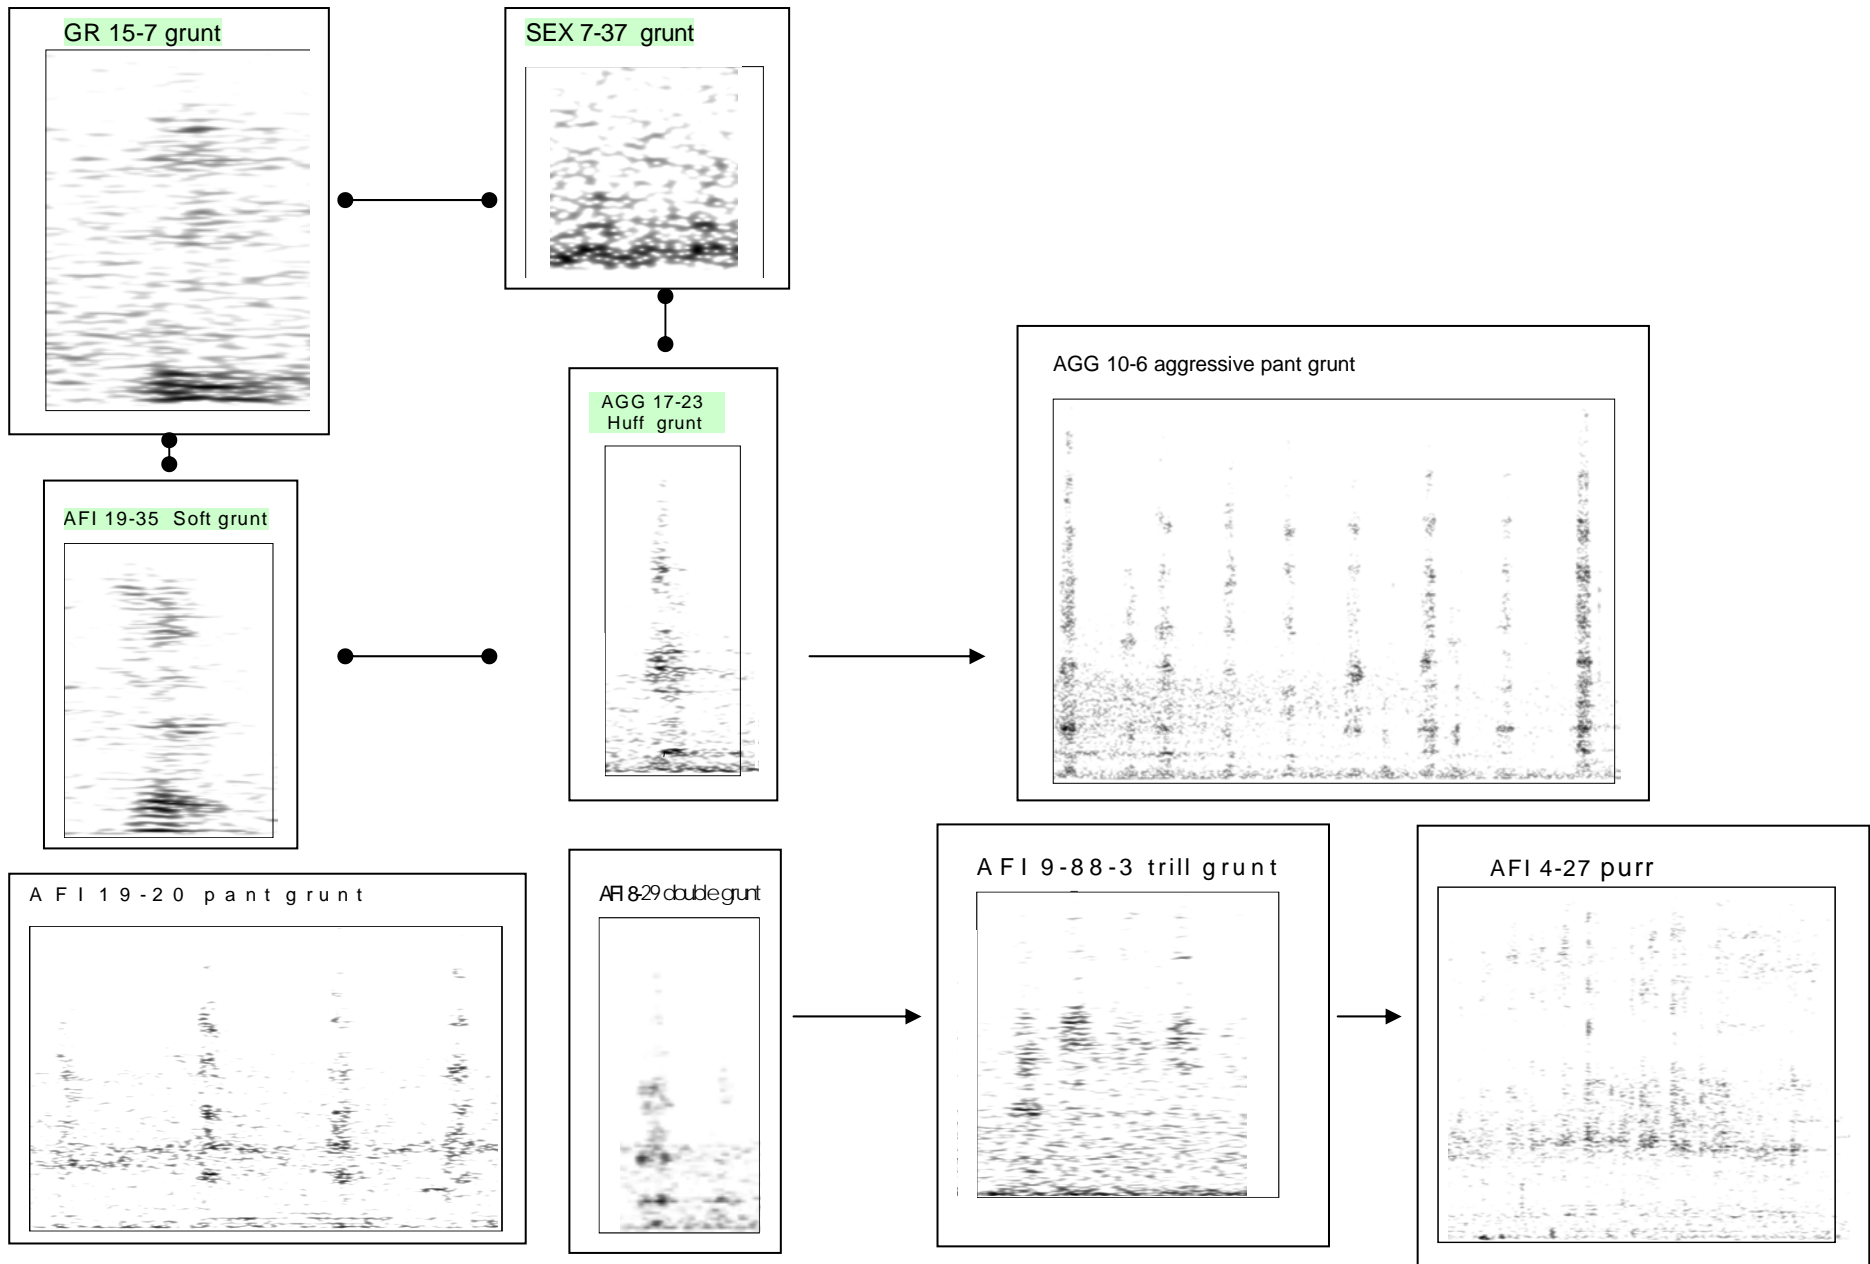 GR 15-7 grunt
SEX 7-37 grunt
AGG 10-6 aggressive pant grunt
AGG 17-23
Huff grunt
AFI 19-35 Soft grunt
AFI 19-20 pant grunt
AFI 8-29 double grunt
AFI 9-88-3 trill grunt
AFI 4-27 purr